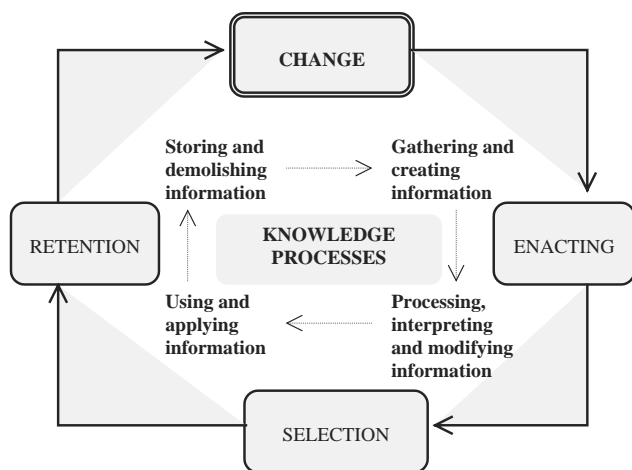 CHANGE
Storing and
demolishing
information
Gathering and
creating
information
RETENTION
KNOWLEDGE
PROCESSES
ENACTING
Using and
applying
information
Processing,
interpreting
and modifying
information
SELECTION